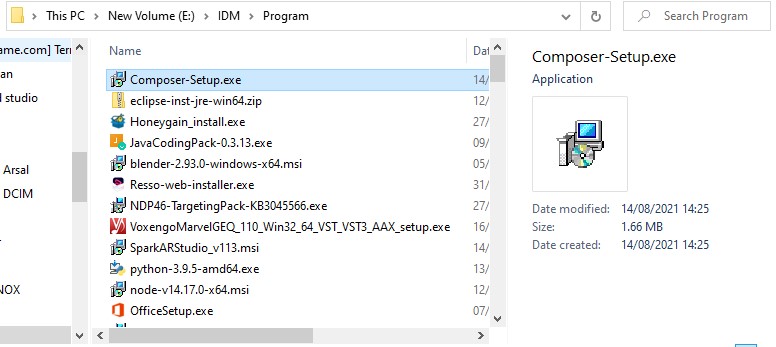 This PC > New Volume (E:) > IDM > Program
Search Program
ame.com] Terr
an
d studio
Arsal
DCIM
NOX
Name
Dat
Composer-Setup.exe 14/
eclipse-inst-jre-win64.zip 12/
Honeygain_install.exe 27/
JavaCodingPack-0.3.13.exe 09/
blender-2.93.0-windows-x64.msi 05/
Resso-web-installer.exe 31/
NDP46-TargetingPack-KB3045566.exe 27/
VoxengoMarvelGEQ_110_Win32_64_VST_VST3_AAX_setup.exe 15/
SparkARStudio_v113.msi 14/
python-3.9.5-amd64.exe 13/
node-v14.17.0-x64.msi 12/
OfficeSetup.exe 07/
Composer-Setup.exe
Application
Date modified: 14/08/2021 14:25
Size: 1.66 MB
Date created: 14/08/2021 14:25